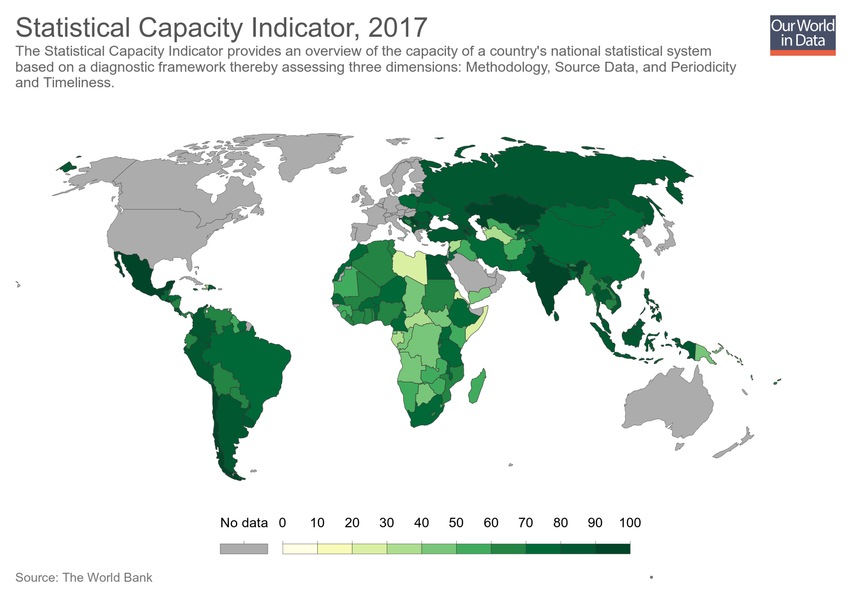 Statistical Capacity Indicator, 2017
Our World
in Data
The Statistical Capacity Indicator provides an overview of the capacity of a country's national statistical system
based on a diagnostic framework thereby assessing three dimensions: Methodology, Source Data, and Periodicity
and Timeliness.
No data 0 10 20 30 40 50 60 70 80 90 100
Source: The World Bank